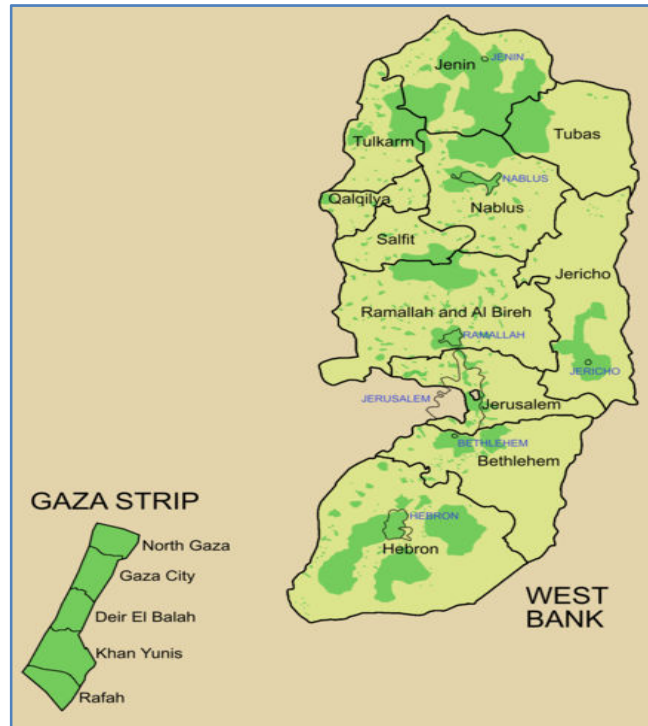 Jenin
JENIN
Tulkarm
Tubas
NABLUS
Qalqilya
Nablus
Salfit
Jericho
Ramallah and Al Bireh
RAMALLAH
JERICHO
JERUSALEM
Jerusalem
BETHLEHEM
Bethlehem
HEBRON
Hebron
WEST
BANK
GAZA STRIP
North Gaza
Gaza City
Deir El Balah
Khan Yunis
Rafah